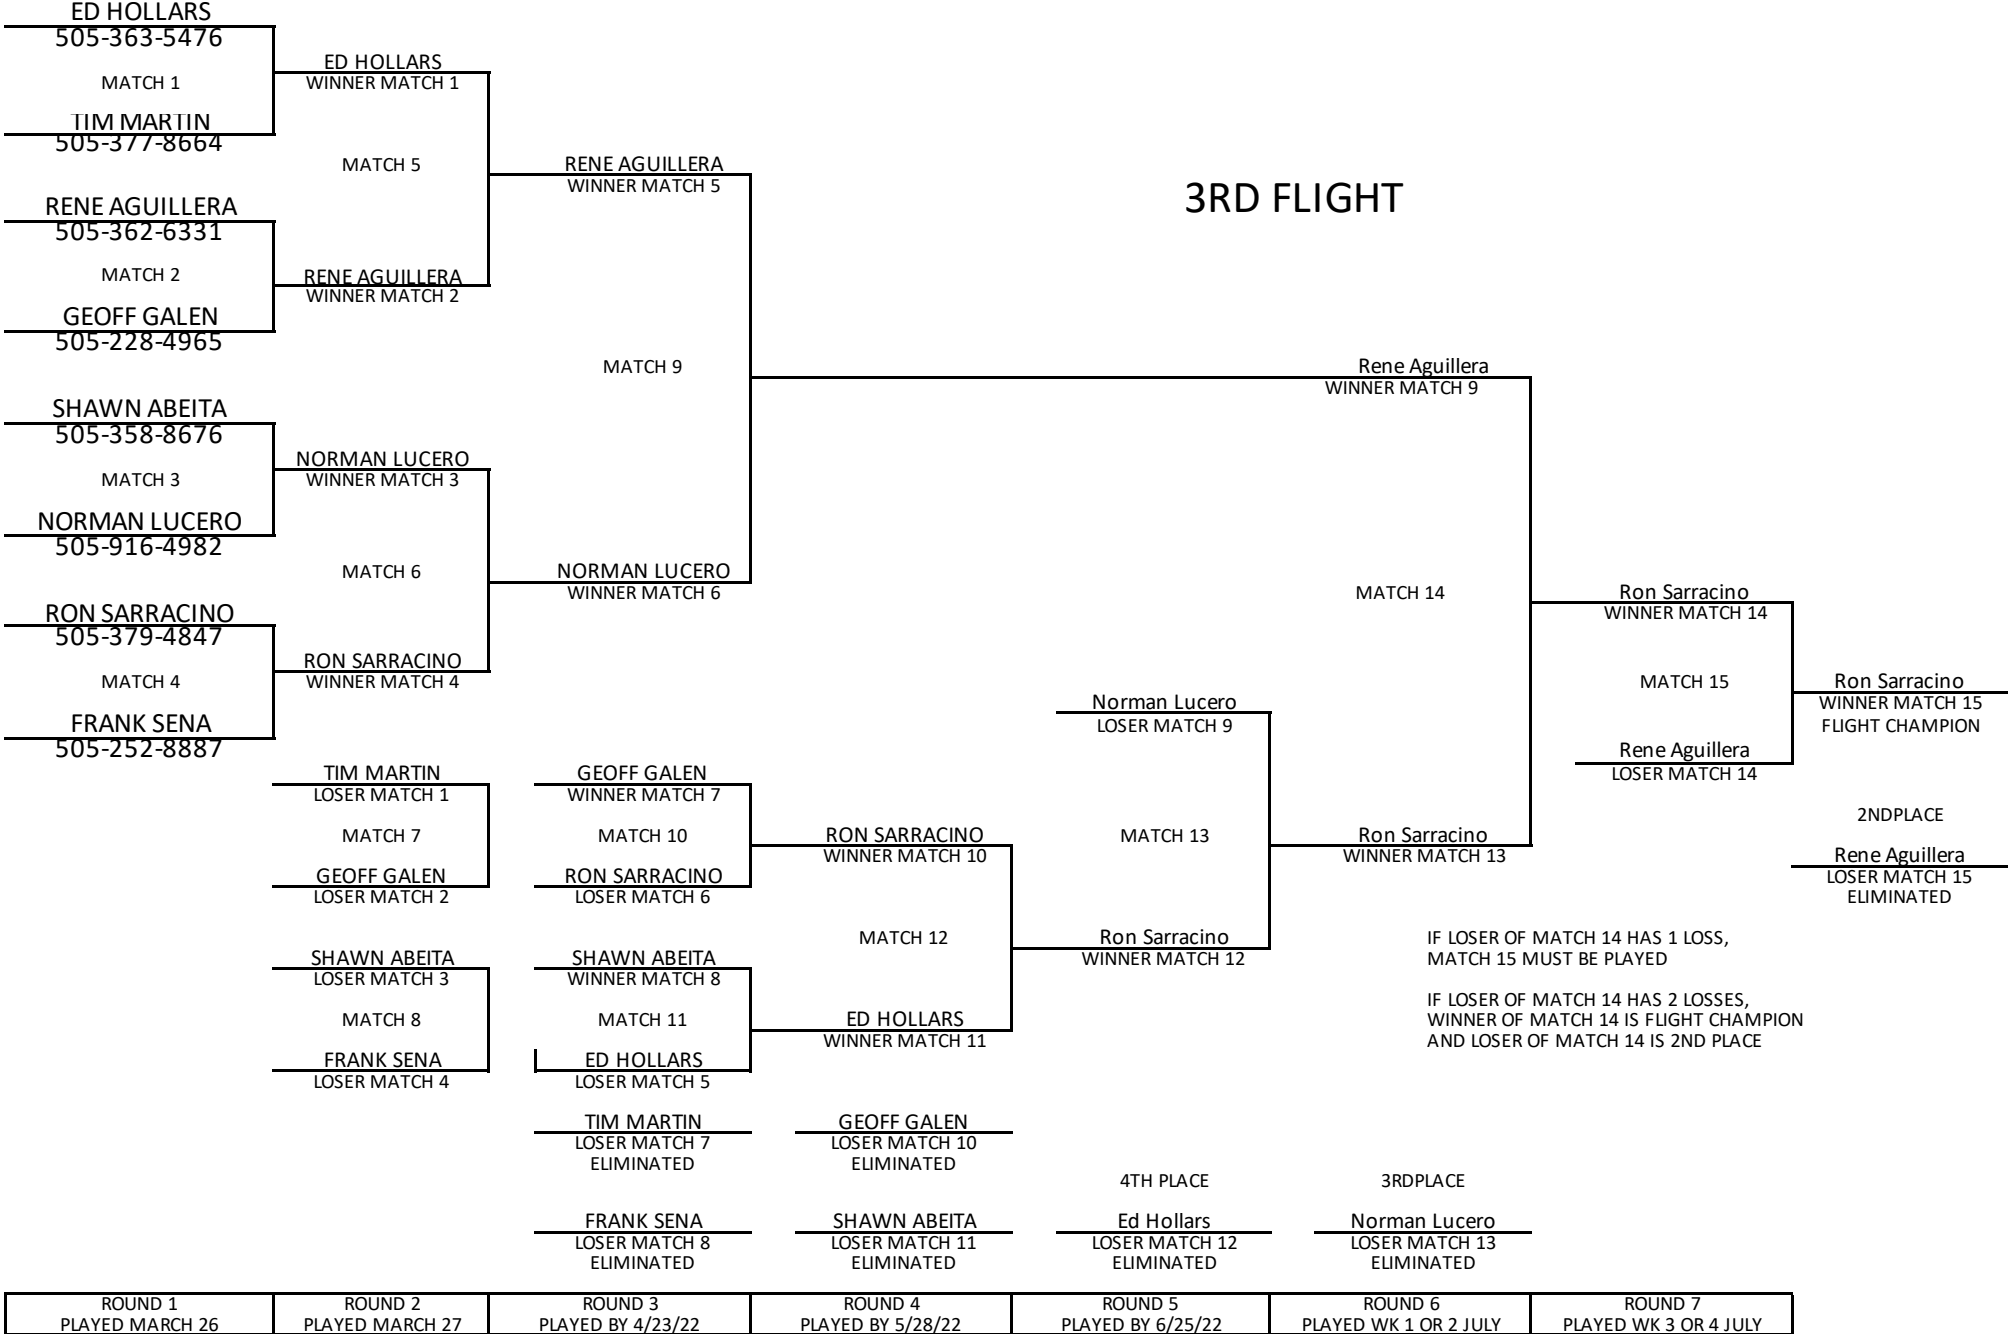 ED HOLLARS
505-363-5476
MATCH 1
TIM MARTIN
505-377-8664
RENE AGUILLERA
505-362-6331
MATCH 2
GEOFF GALEN
505-228-4965
SHAWN ABEITA
505-358-8676
MATCH 3
NORMAN LUCERO
505-916-4982
RON SARRACINO
505-379-4847
MATCH 4
FRANK SENA
505-252-8887
ED HOLLARS
WINNER MATCH 1
MATCH 5
RENE AGUILLERA
WINNER MATCH 2
NORMAN LUCERO
WINNER MATCH 3
MATCH 6
RON SARRACINO
WINNER MATCH 4
TIM MARTIN
LOSER MATCH 1
MATCH 7
GEOFF GALEN
LOSER MATCH 2
SHAWN ABEITA
LOSER MATCH 3
MATCH 8
FRANK SENA
LOSER MATCH 4
RENE AGUILLERA
WINNER MATCH 5
MATCH 9
NORMAN LUCERO
WINNER MATCH 6
GEOFF GALEN
WINNER MATCH 7
MATCH 10
RON SARRACINO
LOSER MATCH 6
SHAWN ABEITA
WINNER MATCH 8
MATCH 11
ED HOLLARS
LOSER MATCH 5
TIM MARTIN
LOSER MATCH 7
ELIMINATED
FRANK SENA
LOSER MATCH 8
ELIMINATED
RON SARRACINO
WINNER MATCH 10
MATCH 12
ED HOLLARS
WINNER MATCH 11
GEOFF GALEN
LOSER MATCH 10
ELIMINATED
SHAWN ABEITA
LOSER MATCH 11
ELIMINATED
3RD FLIGHT
Norman Lucero
LOSER MATCH 9
MATCH 13
Ron Sarracino
WINNER MATCH 12
4TH PLACE
Ed Hollars
LOSER MATCH 12
ELIMINATED
Rene Aguillera
WINNER MATCH 9
MATCH 14
Ron Sarracino
WINNER MATCH 13
3RDPLACE
Norman Lucero
LOSER MATCH 13
ELIMINATED
Ron Sarracino
WINNER MATCH 14
MATCH 15
Rene Aguillera
LOSER MATCH 14
Ron Sarracino
WINNER MATCH 15
FLIGHT CHAMPION
2NDPLACE
Rene Aguillera
LOSER MATCH 15
ELIMINATED
IF LOSER OF MATCH 14 HAS 1 LOSS,
MATCH 15 MUST BE PLAYED
IF LOSER OF MATCH 14 HAS 2 LOSSES,
WINNER OF MATCH 14 IS FLIGHT CHAMPION
AND LOSER OF MATCH 14 IS 2ND PLACE
ROUND 1
PLAYED MARCH 26
ROUND 2
PLAYED MARCH 27
ROUND 3
PLAYED BY 4/23/22
ROUND 4
PLAYED BY 5/28/22
ROUND 5
PLAYED BY 6/25/22
ROUND 6
PLAYED WK 1 OR 2 JULY
ROUND 7
PLAYED WK 3 OR 4 JULY